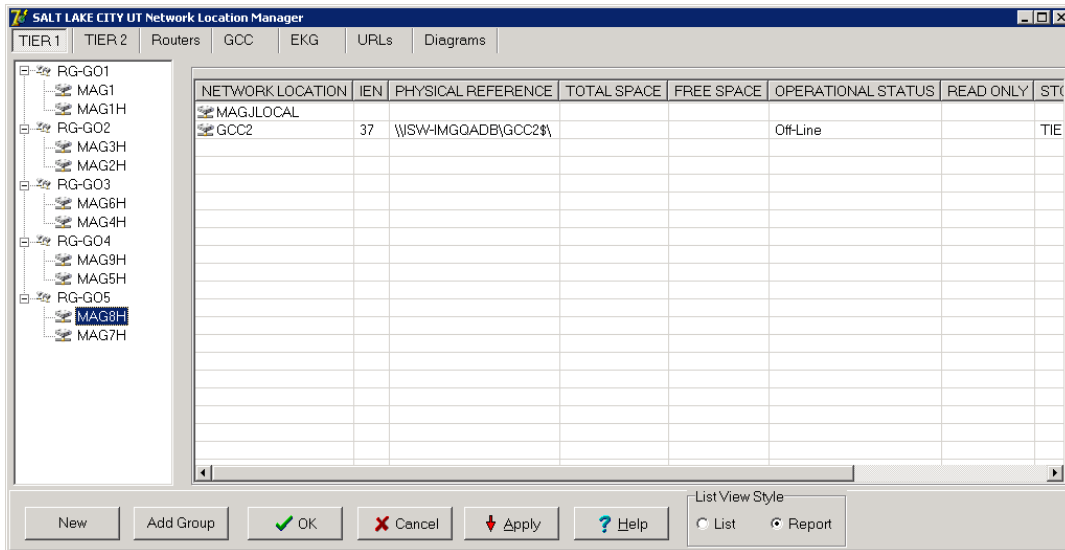 SALT LAKE CITY UT Network Location Manager
TIER 1 TIER 2 Routers GCC EKG URLs Diagrams
RG-GO1
MAG1
MAG1H
RG-GO2
MAG3H
MAG2H
RG-GO3
MAG6H
MAG4H
RG-GO4
MAG9H
MAG5H
RG-GO5
MAG8H
MAG7H
NETWORK LOCATION IEN PHYSICAL REFERENCE TOTAL SPACE FREE SPACE OPERATIONAL STATUS READ ONLY STO
MAGJLOCAL
GCC2 37 \\ISW-IMGQADB\GCC2$\ Off-Line TIE
New Add Group OK Cancel Apply Help
List View Style
List Report